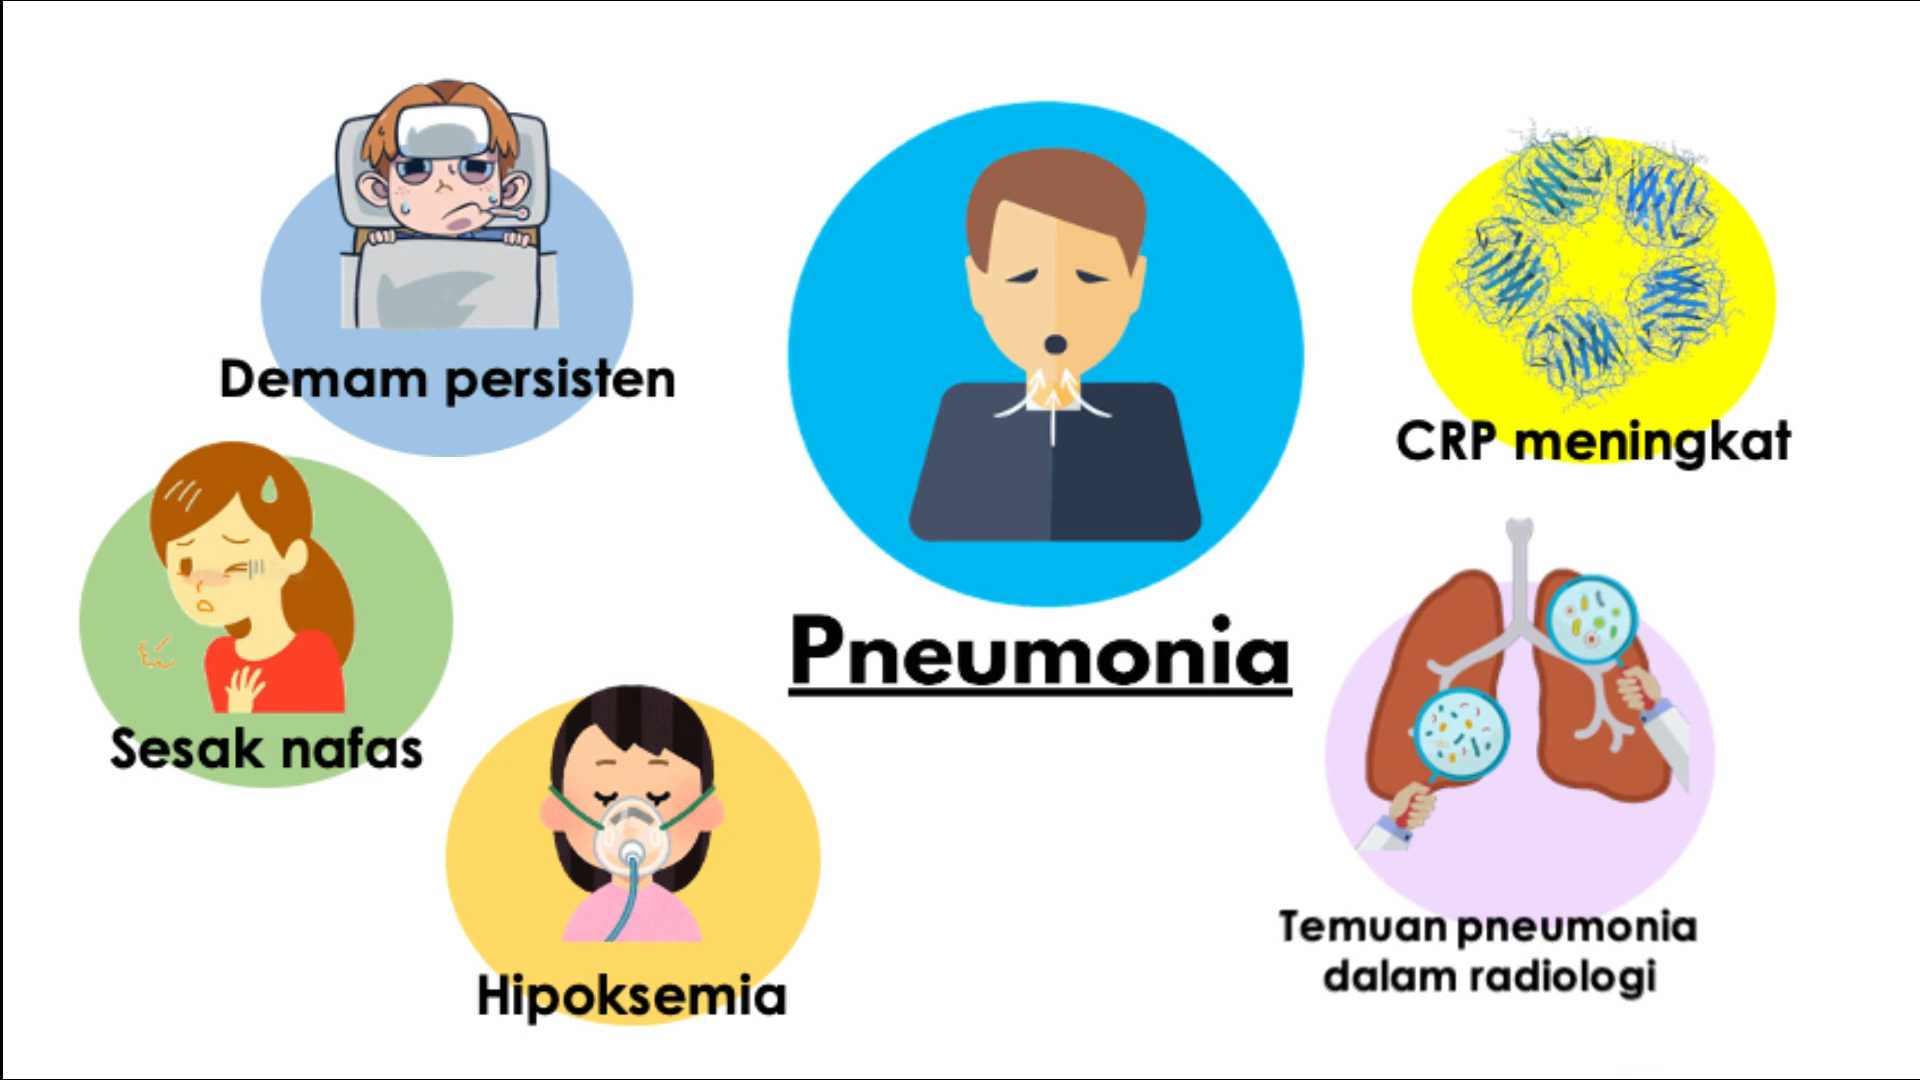 Demam persisten
Sesak nafas
Hipoksemia
Pneumonia
CRP meningkat
Temuan pneumonia
dalam radiologi